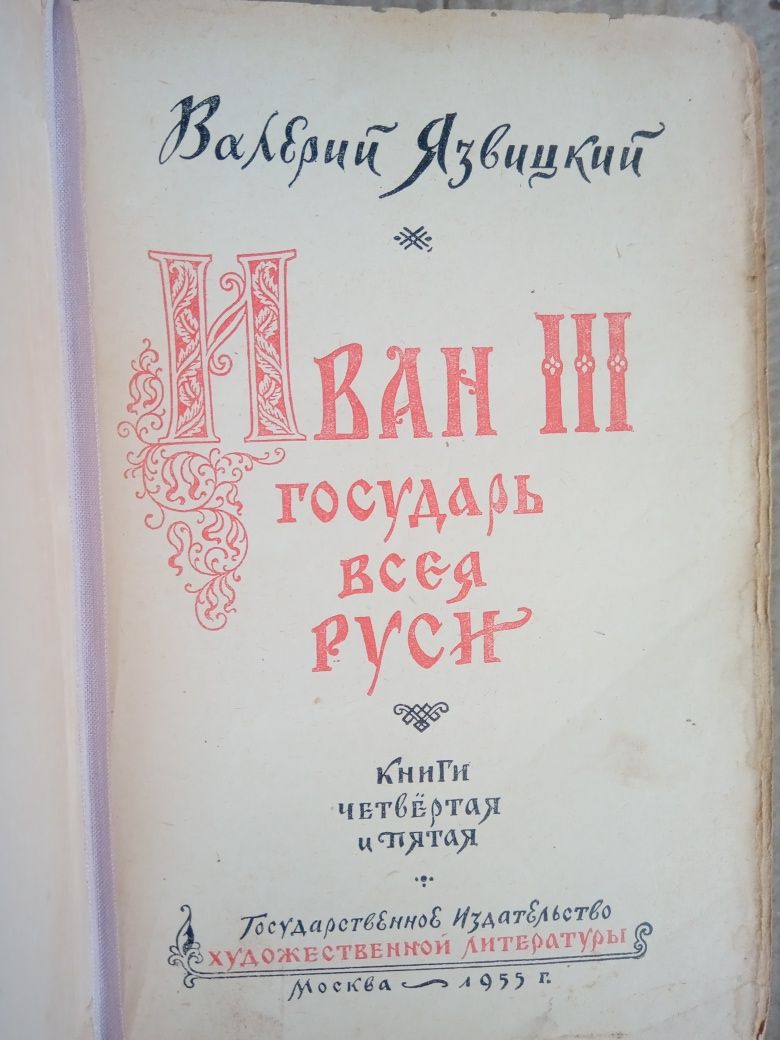 Валерий Язвицкий
Иван III
государь
всея
Руси
книги
четвёртая
и пятая
Государственное Издательство
художественной литературы
Москва — 1955 г.